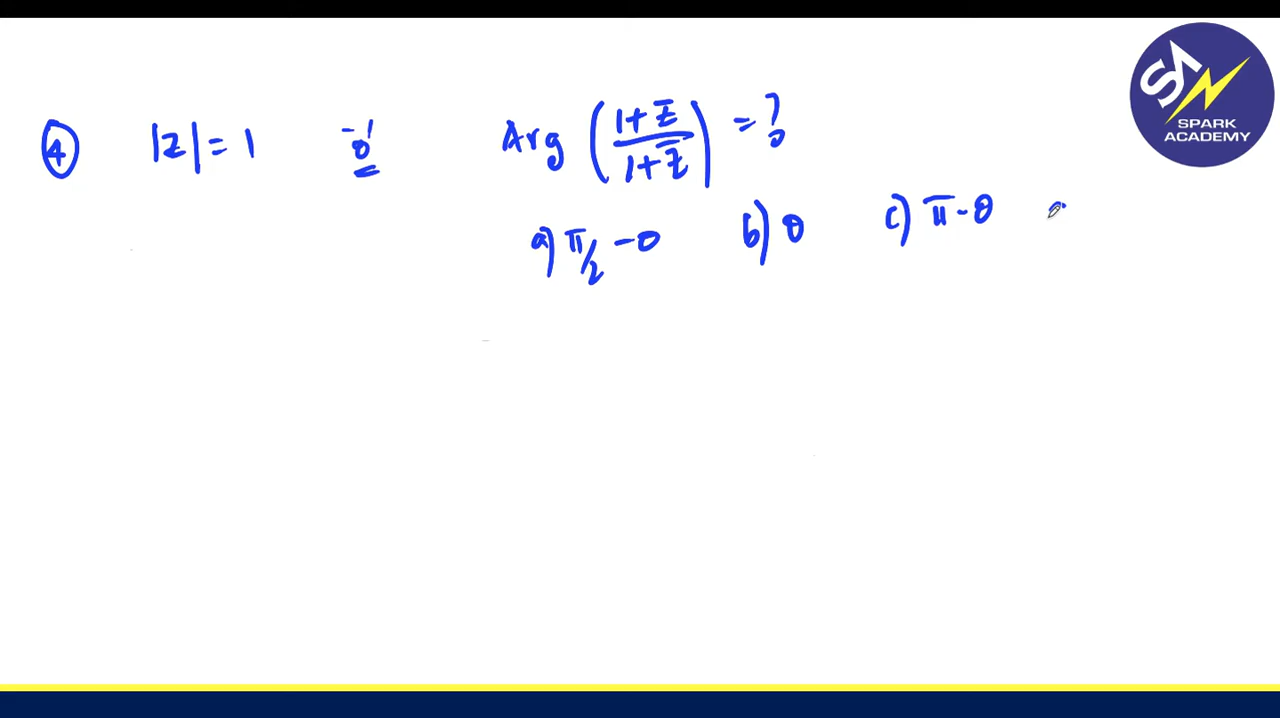 ④ |z| = 1 θ Arg (1+z / 1+z̄) = ?
a) π/2 - θ b) θ c) π - θ
SPARK
ACADEMY